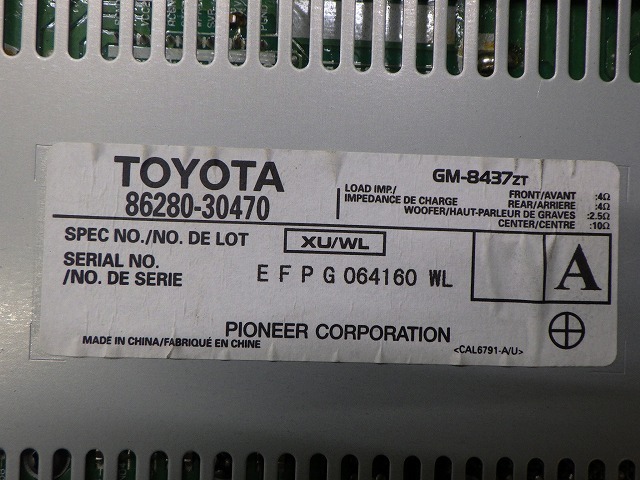 TOYOTA
86280-30470
GM-8437ZT
LOAD IMP./
IMPEDANCE DE CHARGE
FRONT/AVANT :4Ω
REAR/ARRIERE :4Ω
WOOFER/HAUT-PARLEUR DE GRAVES :2.5Ω
CENTER/CENTRE :10Ω
SPEC NO./NO. DE LOT XU/WL
SERIAL NO.
/NO. DE SERIE
E F P G 064160 WL
A
PIONEER CORPORATION
MADE IN CHINA/FABRIQUÉ EN CHINE
<CAL6791-A/U>